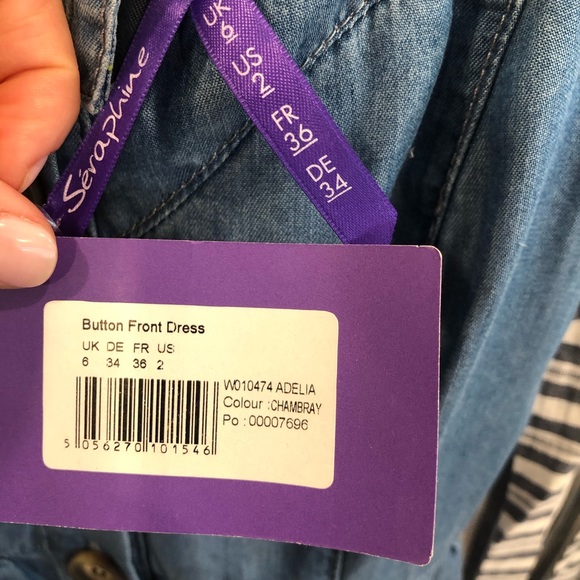 Séraphine
UK
6
US
2
FR
36
DE
34
Button Front Dress
UK DE FR US
6 34 36 2
W010474 ADELIA
Colour :CHAMBRAY
Po : 00007696
5 056270 101546